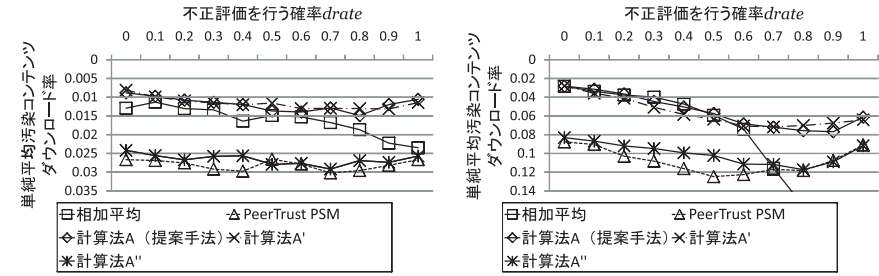 不正評価を行う確率drate
0 0.1 0.2 0.3 0.4 0.5 0.6 0.7 0.8 0.9 1
単純平均汚染コンテンツ
ダウンロード率
0
0.005
0.01
0.015
0.02
0.025
0.03
0.035
相加平均
PeerTrust PSM
計算法A（提案手法）
計算法A'
計算法A''
不正評価を行う確率drate
0 0.1 0.2 0.3 0.4 0.5 0.6 0.7 0.8 0.9 1
単純平均汚染コンテンツ
ダウンロード率
0
0.02
0.04
0.06
0.08
0.1
0.12
0.14
相加平均
PeerTrust PSM
計算法A（提案手法）
計算法A'
計算法A''